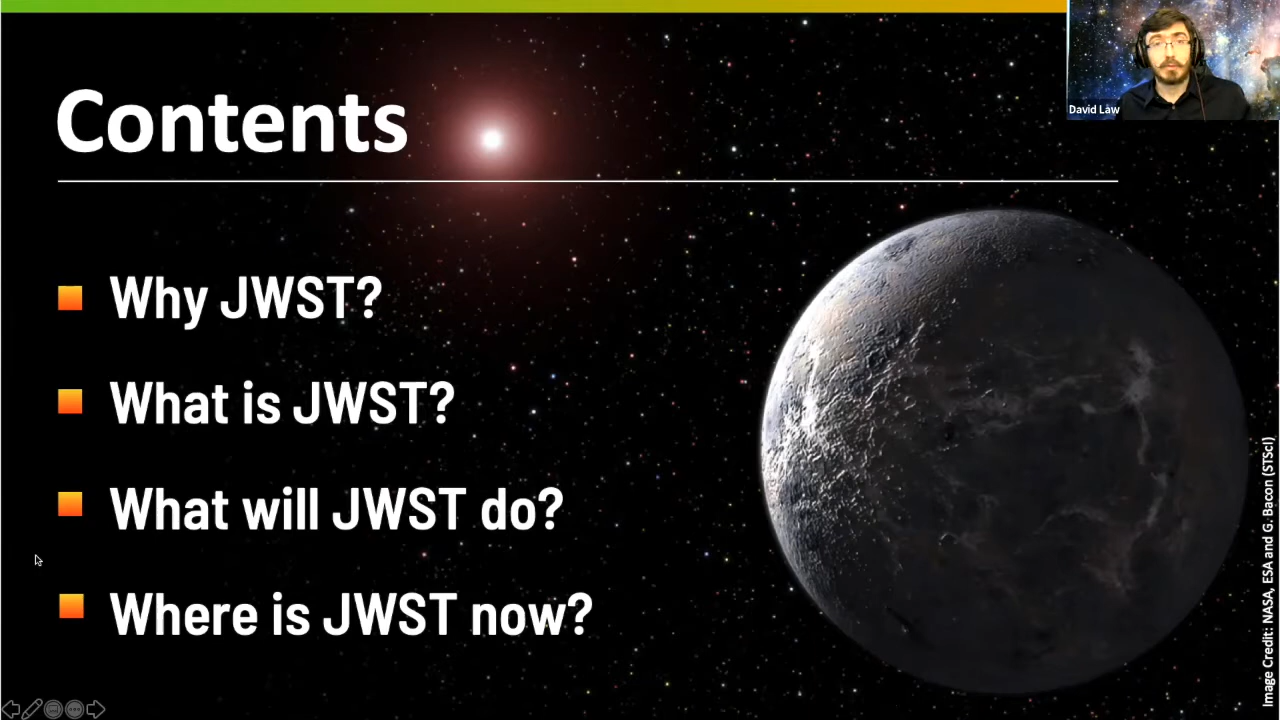 Contents
David Law
Why JWST?
What is JWST?
What will JWST do?
Where is JWST now?
Image Credit: NASA, ESA and G. Bacon (STScI)